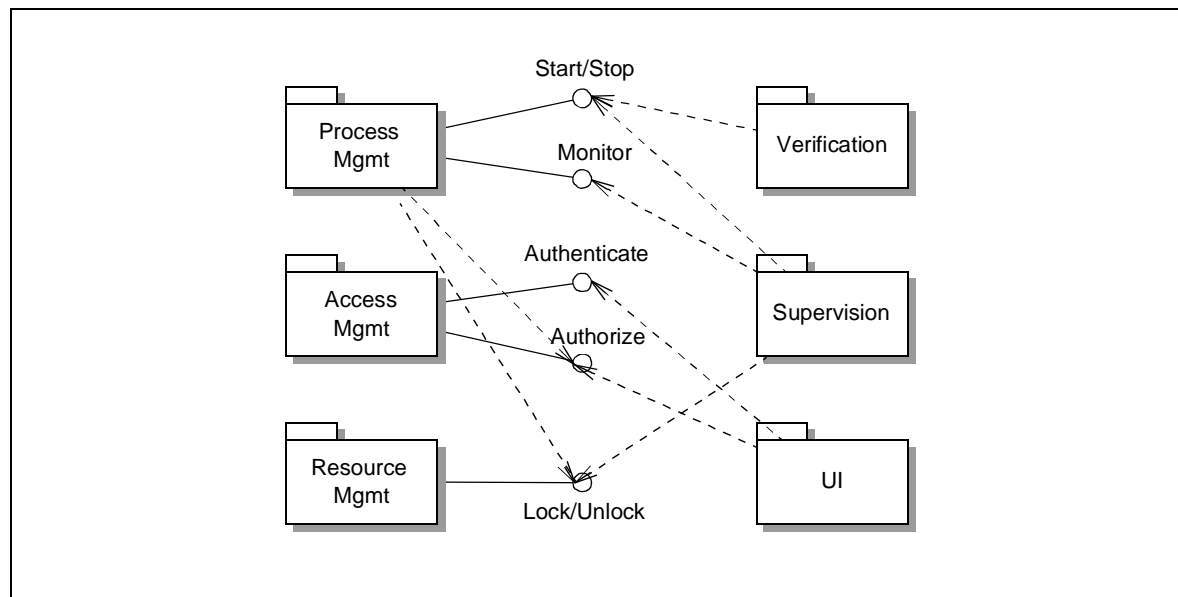 Start/Stop
Process
Mgmt
Verification
Monitor
Authenticate
Access
Mgmt
Supervision
Authorize
Resource
Mgmt
UI
Lock/Unlock